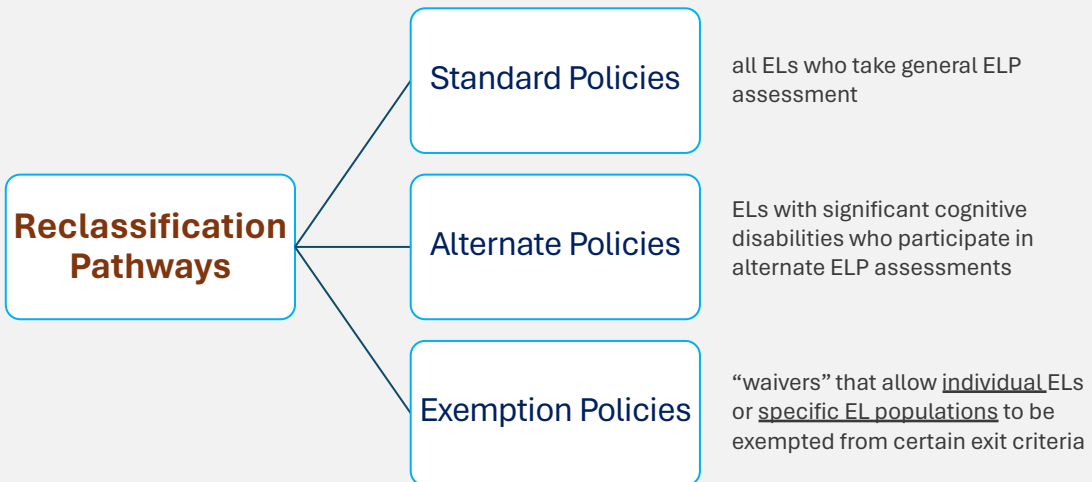 Reclassification
Pathways
Standard Policies
all ELs who take general ELP
assessment
Alternate Policies
ELs with significant cognitive
disabilities who participate in
alternate ELP assessments
Exemption Policies
“waivers” that allow individual ELs
or specific EL populations to be
exempted from certain exit criteria